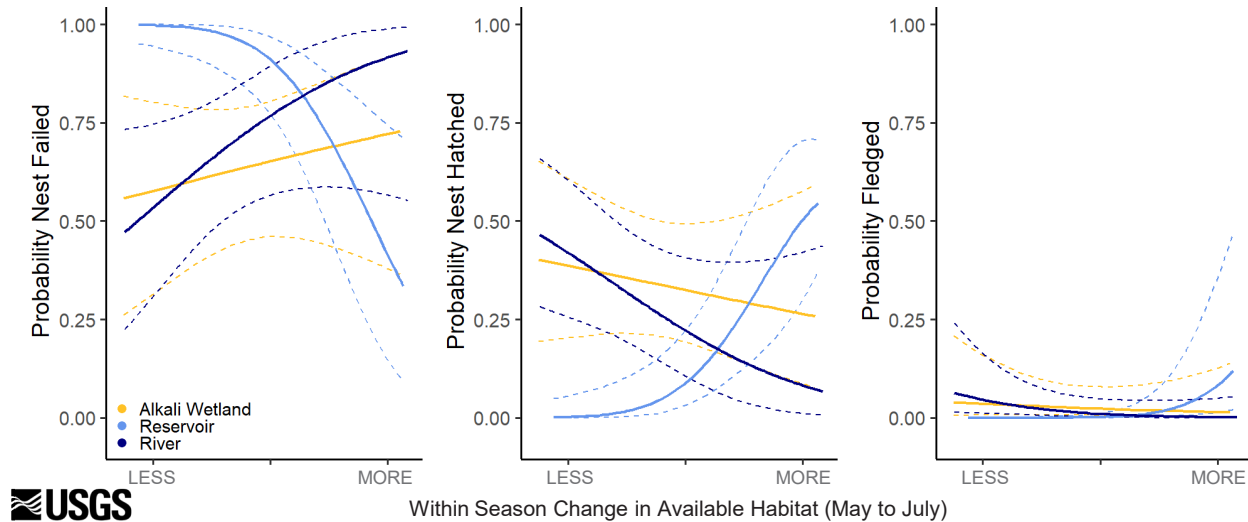 Probability Nest Failed
1.00
0.75
0.50
0.25
0.00
Alkali Wetland
Reservoir
River
LESS
MORE
Probability Nest Hatched
1.00
0.75
0.50
0.25
0.00
LESS
MORE
Probability Fledged
1.00
0.75
0.50
0.25
0.00
LESS
MORE
USGS
Within Season Change in Available Habitat (May to July)